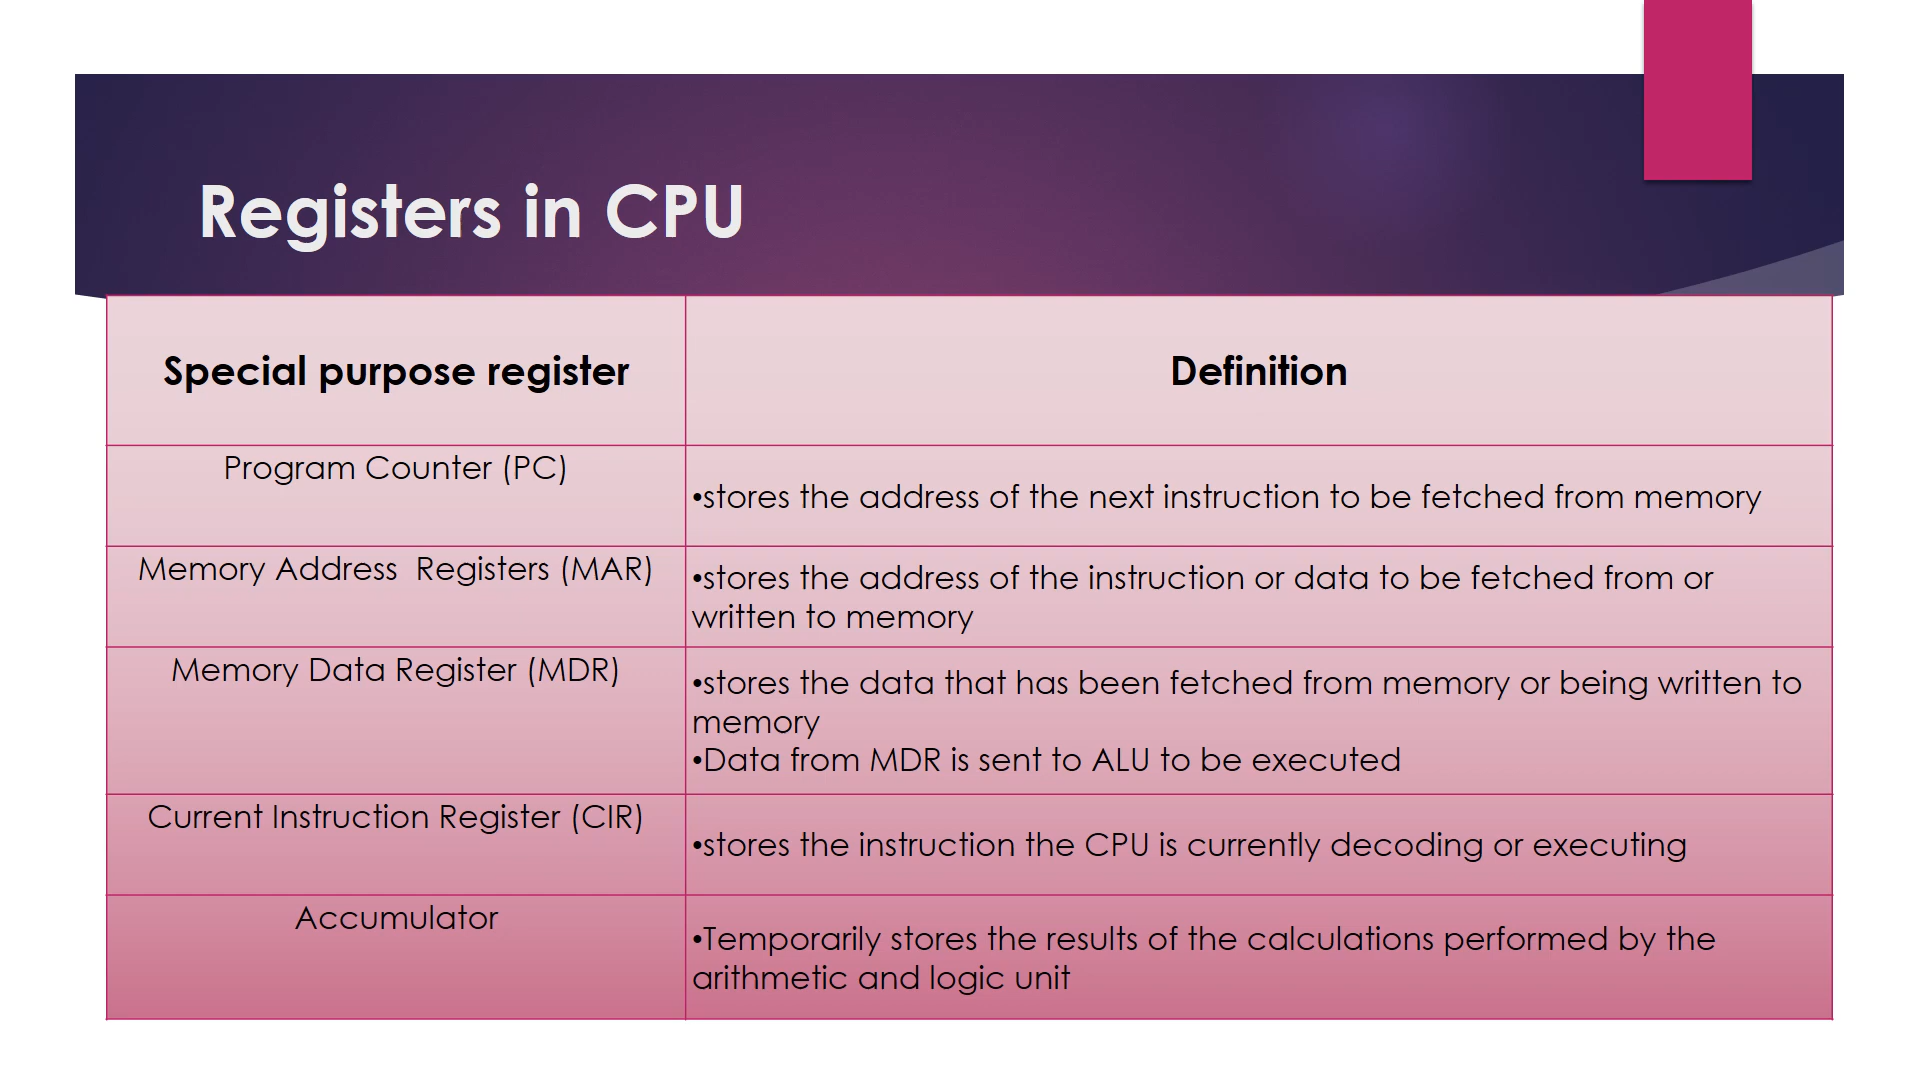 Registers in CPU
Special purpose register
Definition
Program Counter (PC)
•stores the address of the next instruction to be fetched from memory
Memory Address  Registers (MAR)
•stores the address of the instruction or data to be fetched from or
written to memory
Memory Data Register (MDR)
•stores the data that has been fetched from memory or being written to
memory
•Data from MDR is sent to ALU to be executed
Current Instruction Register (CIR)
•stores the instruction the CPU is currently decoding or executing
Accumulator
•Temporarily stores the results of the calculations performed by the
arithmetic and logic unit